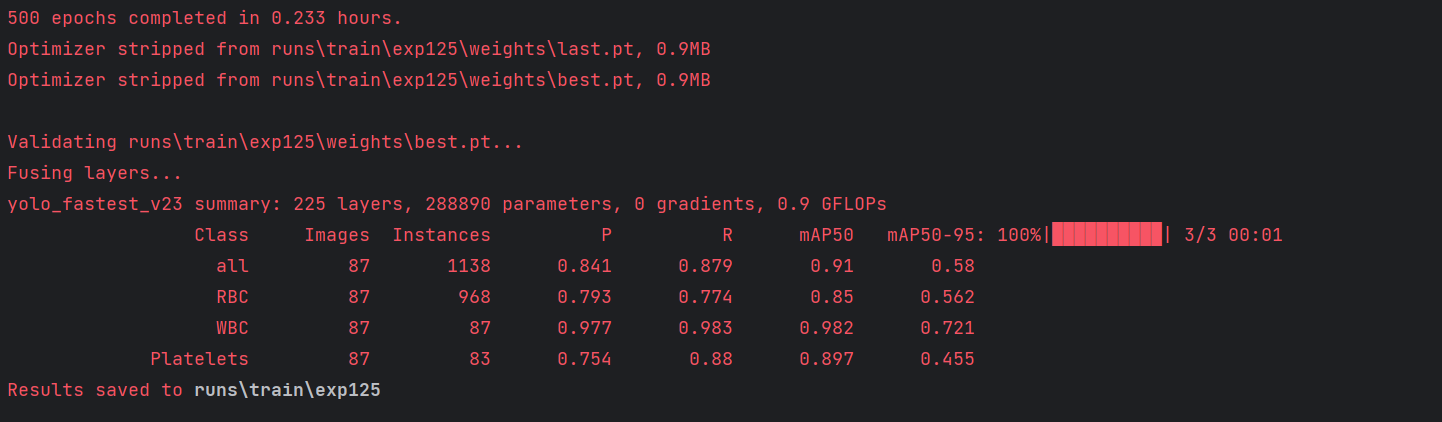 500 epochs completed in 0.233 hours.
Optimizer stripped from runs\train\exp125\weights\last.pt, 0.9MB
Optimizer stripped from runs\train\exp125\weights\best.pt, 0.9MB
Validating runs\train\exp125\weights\best.pt...
Fusing layers...
yolo_fastest_v23 summary: 225 layers, 288890 parameters, 0 gradients, 0.9 GFLOPs
Class Images Instances P R mAP50 mAP50-95: 100%|██████████| 3/3 00:01
all 87 1138 0.841 0.879 0.91 0.58
RBC 87 968 0.793 0.774 0.85 0.562
WBC 87 87 0.977 0.983 0.982 0.721
Platelets 87 83 0.754 0.88 0.897 0.455
Results saved to runs\train\exp125